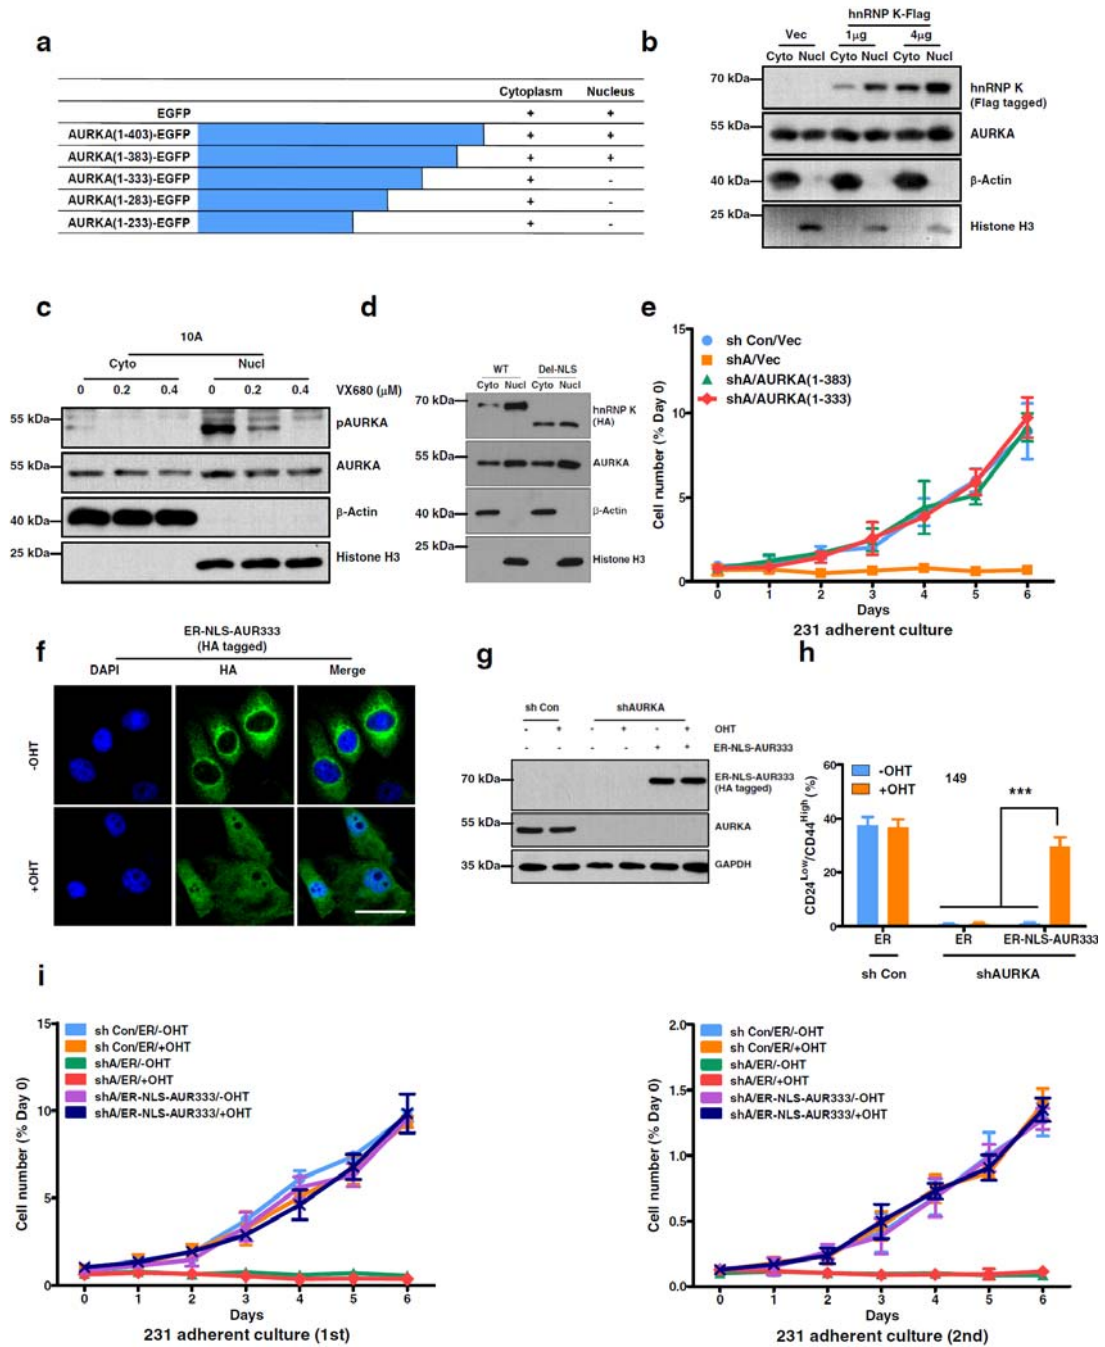 a
Cytoplasm Nucleus
EGFP + +
AURKA(1-403)-EGFP + +
AURKA(1-383)-EGFP + +
AURKA(1-333)-EGFP + -
AURKA(1-283)-EGFP + -
AURKA(1-233)-EGFP + -
b
hnRNP K-Flag
Vec 1μg 4μg
Cyto Nucl Cyto Nucl Cyto Nucl
70 kDa
hnRNP K
(Flag tagged)
55 kDa
AURKA
40 kDa
β-Actin
25 kDa
Histone H3
c
10A
Cyto Nucl
0 0.2 0.4 0 0.2 0.4 VX680 (μM)
55 kDa
pAURKA
55 kDa
AURKA
40 kDa
β-Actin
25 kDa
Histone H3
d
WT Del-NLS
Cyto Nucl Cyto Nucl
70 kDa
hnRNP K
(HA)
55 kDa
AURKA
40 kDa
β-Actin
25 kDa
Histone H3
e
sh Con/Vec
shA/Vec
shA/AURKA(1-383)
shA/AURKA(1-333)
Cell number (% Day 0)
15
10
5
0
0 1 2 3 4 5 6
Days
231 adherent culture
f
ER-NLS-AUR333
(HA tagged)
DAPI HA Merge
-OHT
+OHT
g
sh Con shAURKA
- + - + - + OHT
- - - - + + ER-NLS-AUR333
70 kDa
ER-NLS-AUR333
(HA tagged)
55 kDa
AURKA
35 kDa
GAPDH
h
-OHT
+OHT
149
***
CD24Low/CD44High (%)
60
40
20
0
ER ER ER-NLS-AUR333
sh Con shAURKA
i
sh Con/ER/-OHT
sh Con/ER/+OHT
shA/ER/-OHT
shA/ER/+OHT
shA/ER-NLS-AUR333/-OHT
shA/ER-NLS-AUR333/+OHT
Cell number (% Day 0)
15
10
5
0
0 1 2 3 4 5 6
Days
231 adherent culture (1st)
sh Con/ER/-OHT
sh Con/ER/+OHT
shA/ER/-OHT
shA/ER/+OHT
shA/ER-NLS-AUR333/-OHT
shA/ER-NLS-AUR333/+OHT
Cell number (% Day 0)
2.0
1.5
1.0
0.5
0.0
0 1 2 3 4 5 6
Days
231 adherent culture (2nd)